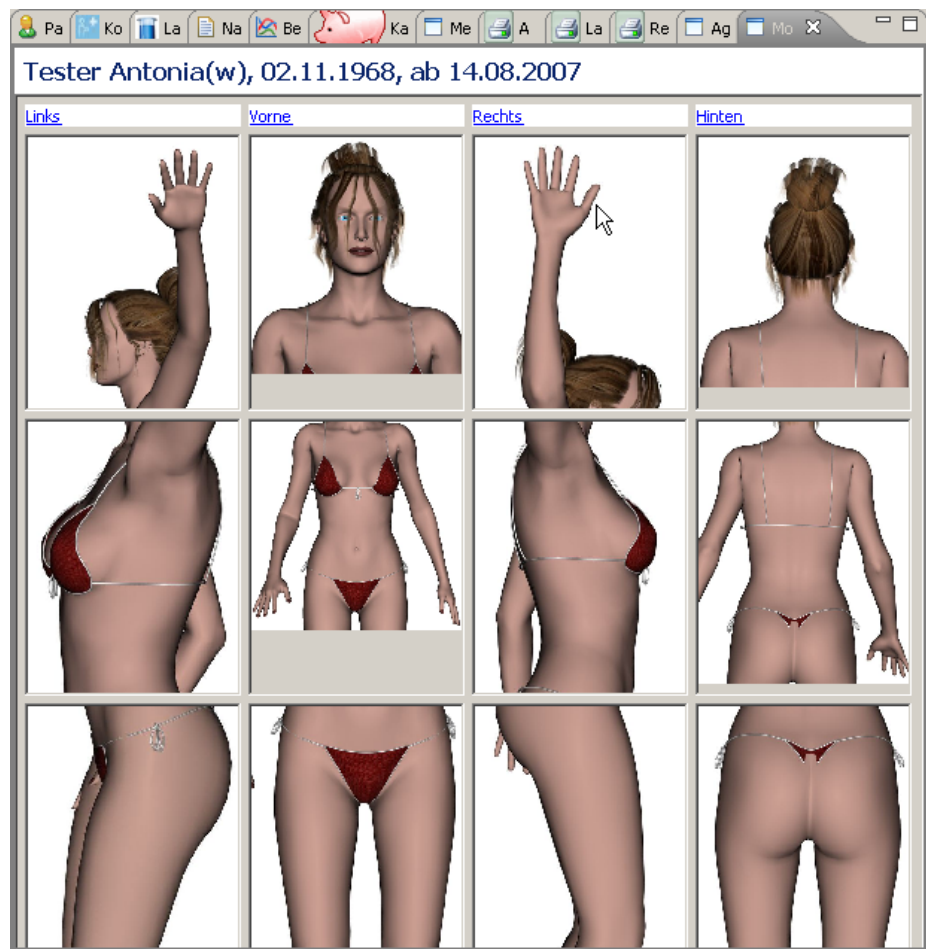 Pa Ko La Na Be Ka Me A La Re Ag Mo
Tester Antonia(w), 02.11.1968, ab 14.08.2007
Links Vorne Rechts Hinten